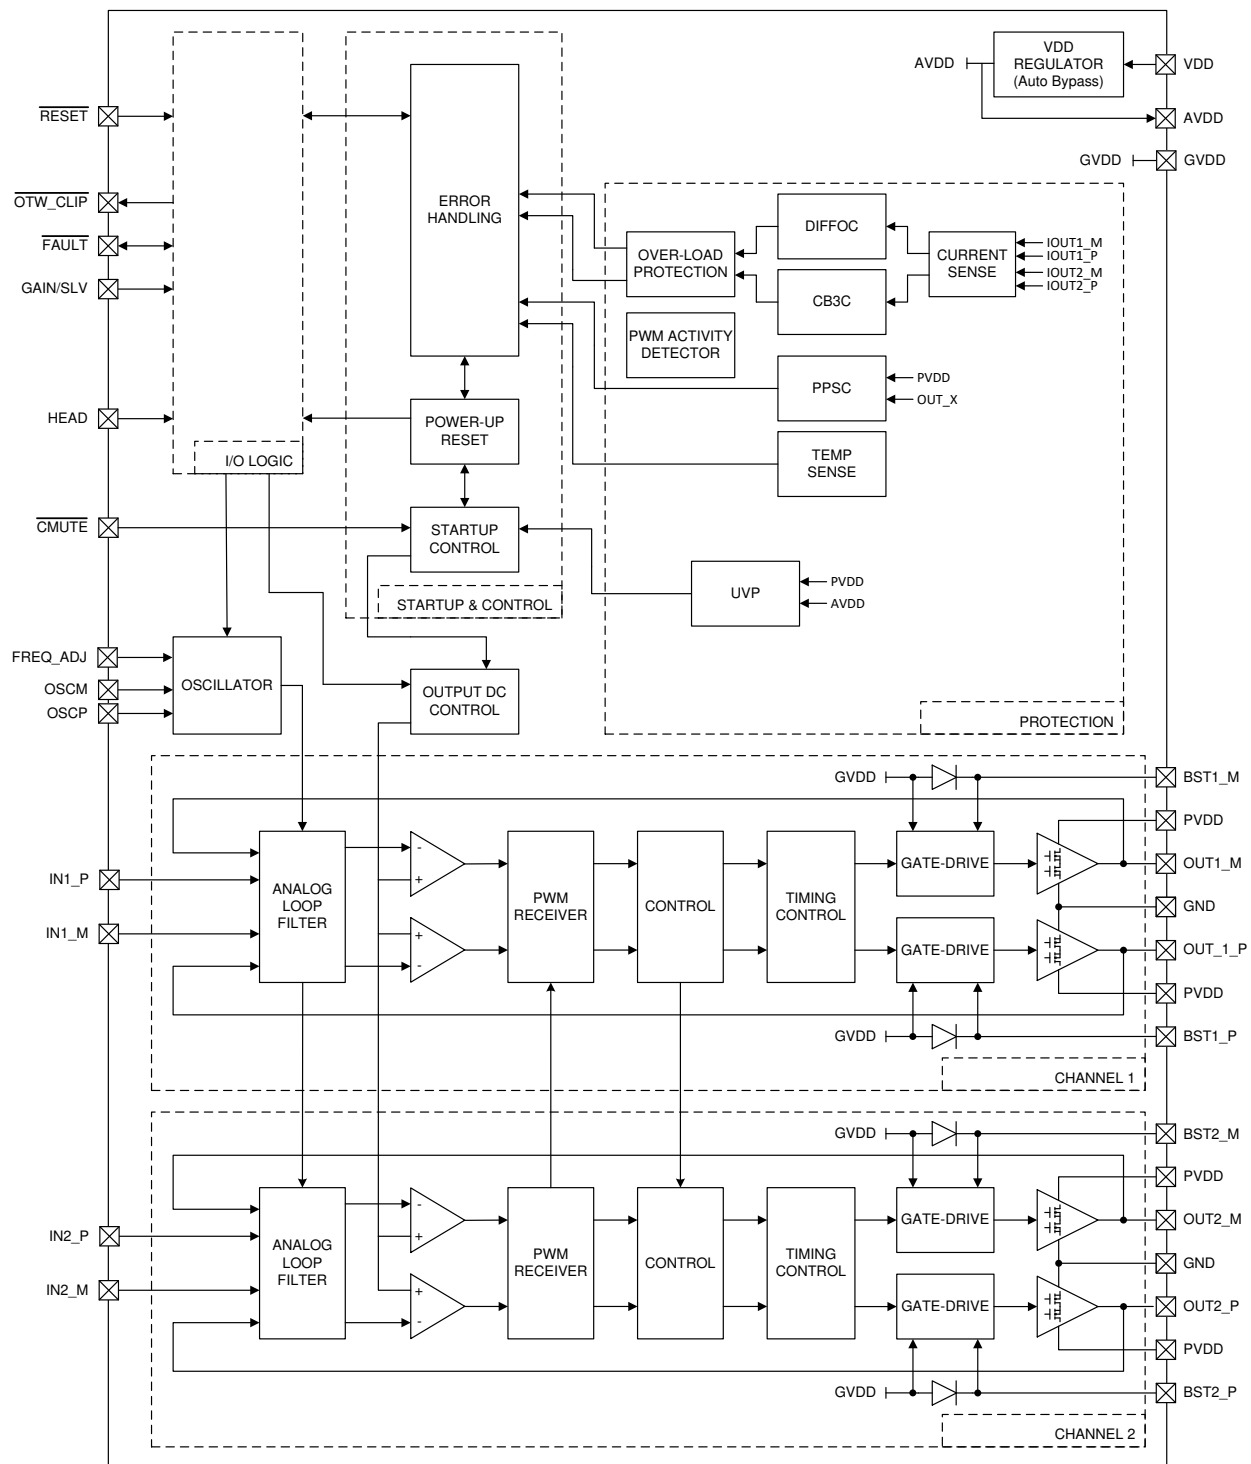 VDD
REGULATOR
(Auto Bypass)
AVDD
VDD
AVDD
GVDD
GVDD
RESET
OTW_CLIP
FAULT
GAIN/SLV
HEAD
I/O LOGIC
CMUTE
ERROR
HANDLING
POWER-UP
RESET
STARTUP
CONTROL
STARTUP & CONTROL
OVER-LOAD
PROTECTION
DIFFOC
CB3C
CURRENT
SENSE
IOUT1_M
IOUT1_P
IOUT2_M
IOUT2_P
PWM ACTIVITY
DETECTOR
PPSC
PVDD
OUT_X
TEMP
SENSE
UVP
PVDD
AVDD
PROTECTION
FREQ_ADJ
OSCM
OSCP
OSCILLATOR
OUTPUT DC
CONTROL
GVDD
BST1_M
PVDD
IN1_P
IN1_M
ANALOG
LOOP
FILTER
-
+
+
-
PWM
RECEIVER
CONTROL
TIMING
CONTROL
GATE-DRIVE
GATE-DRIVE
OUT1_M
GND
OUT_1_P
PVDD
GVDD
BST1_P
CHANNEL 1
GVDD
BST2_M
PVDD
IN2_P
IN2_M
ANALOG
LOOP
FILTER
-
+
+
-
PWM
RECEIVER
CONTROL
TIMING
CONTROL
GATE-DRIVE
GATE-DRIVE
OUT2_M
GND
OUT2_P
PVDD
GVDD
BST2_P
CHANNEL 2